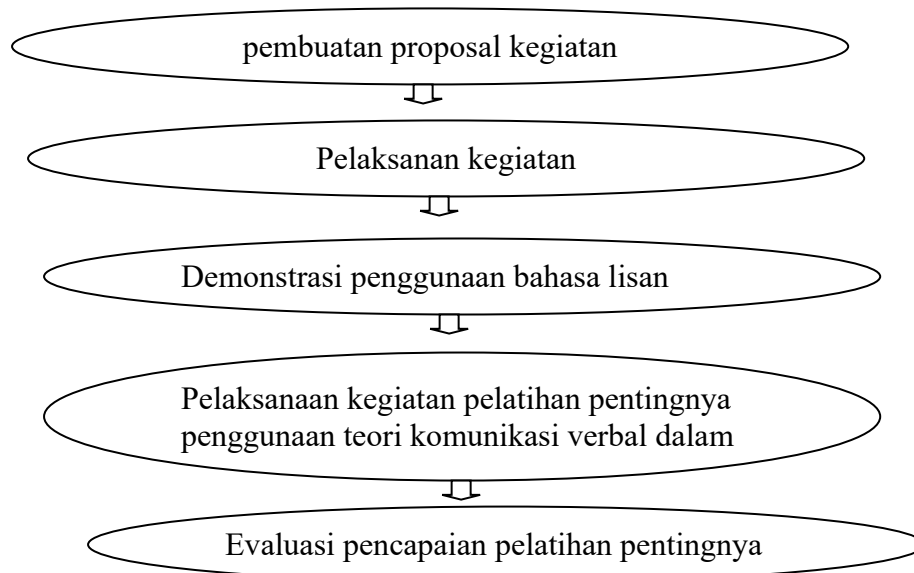 pembuatan proposal kegiatan
Pelaksanan kegiatan
Demonstrasi penggunaan bahasa lisan
Pelaksanaan kegiatan pelatihan pentingnya
penggunaan teori komunikasi verbal dalam
Evaluasi pencapaian pelatihan pentingnya